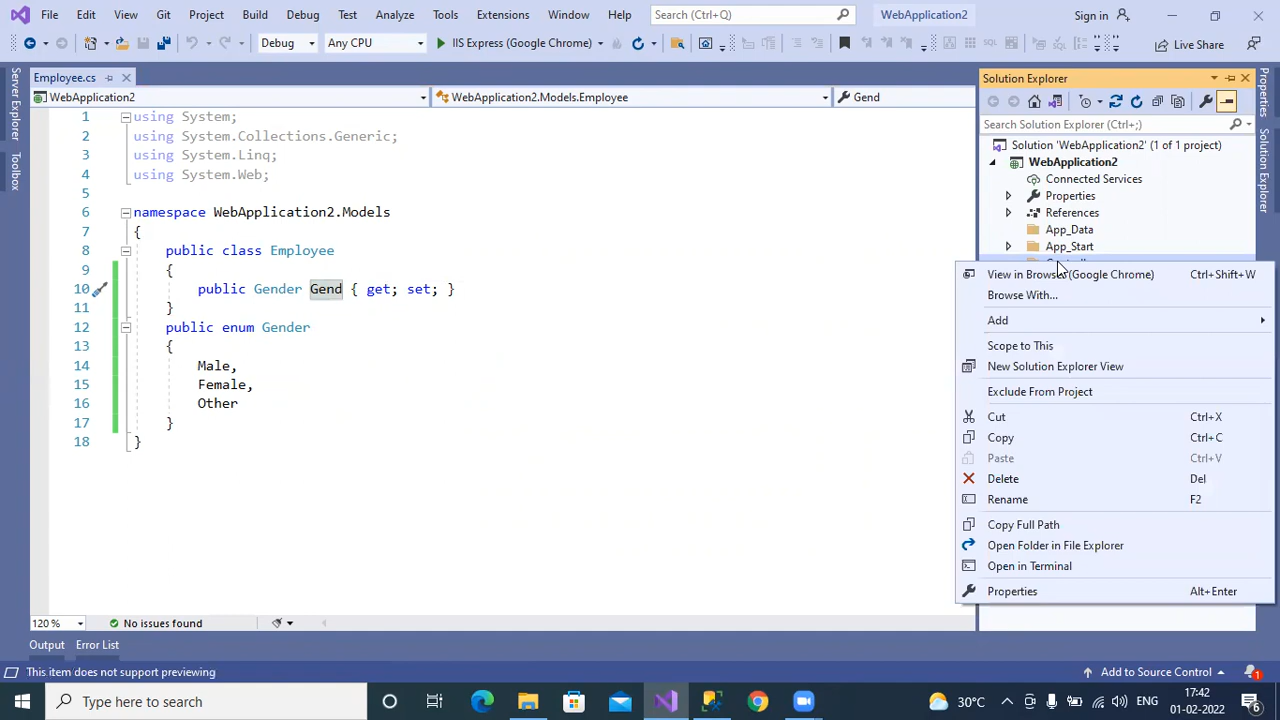 File Edit View Git Project Build Debug Test Analyze Tools Extensions Window Help Search (Ctrl+Q) WebApplication2 Sign in
Debug Any CPU IIS Express (Google Chrome) Live Share
Server Explorer
Toolbox
Employee.cs
WebApplication2 WebApplication2.Models.Employee Gend
1 using System;
2 using System.Collections.Generic;
3 using System.Linq;
4 using System.Web;
5
6 namespace WebApplication2.Models
7 {
8 public class Employee
9 {
10 public Gender Gend { get; set; }
11 }
12 public enum Gender
13 {
14 Male,
15 Female,
16 Other
17 }
18 }
120 % No issues found
Solution Explorer
Search Solution Explorer (Ctrl+;)
Solution 'WebApplication2' (1 of 1 project)
WebApplication2
Connected Services
Properties
References
App_Data
App_Start
View in Browser (Google Chrome) Ctrl+Shift+W
Browse With...
Add
Scope to This
New Solution Explorer View
Exclude From Project
Cut Ctrl+X
Copy Ctrl+C
Paste Ctrl+V
Delete Del
Rename F2
Copy Full Path
Open Folder in File Explorer
Open in Terminal
Properties Alt+Enter
Properties
Solution Explorer
Output Error List
This item does not support previewing Add to Source Control 1
Type here to search 30°C ENG 17:42
01-02-2022 6